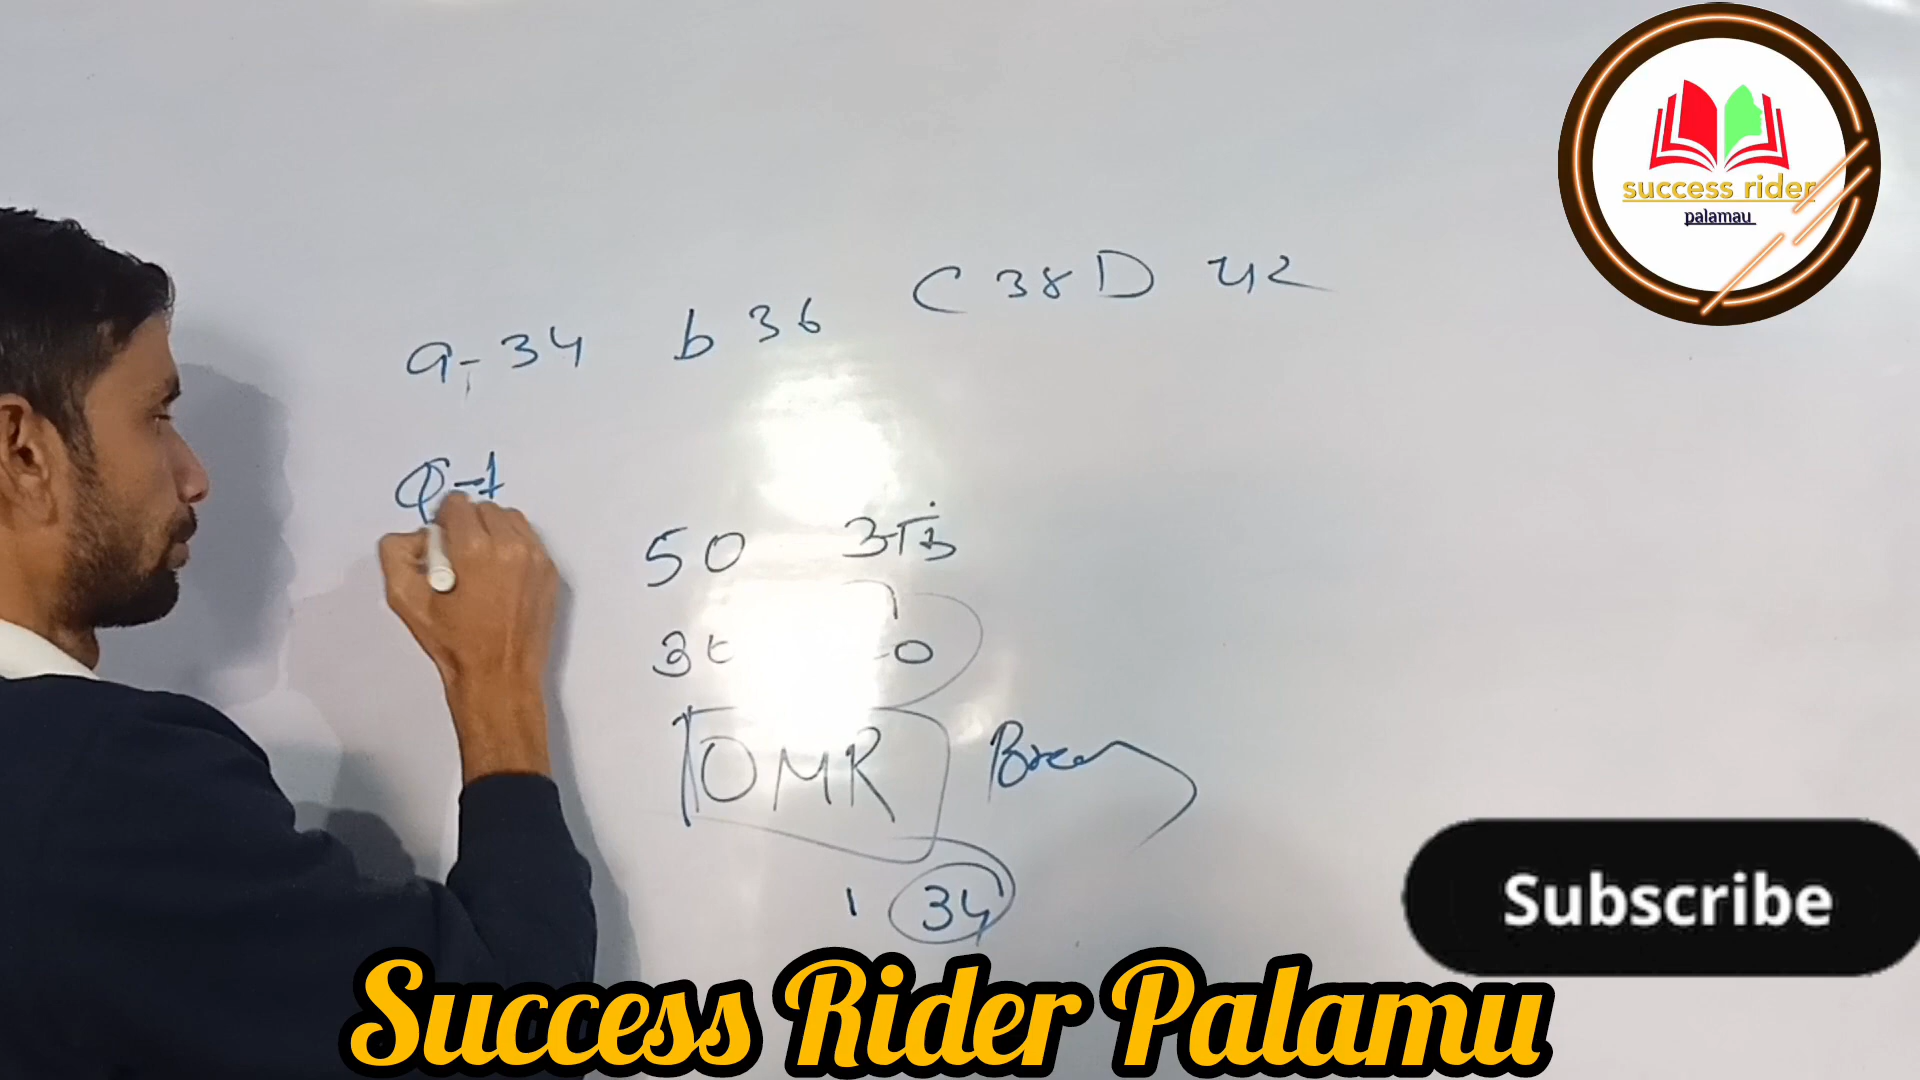 success rider
palamau
C 38 D 42
a- 34 b 36
Q-1
50
OMR
1 34
Subscribe
Success Rider Palamu